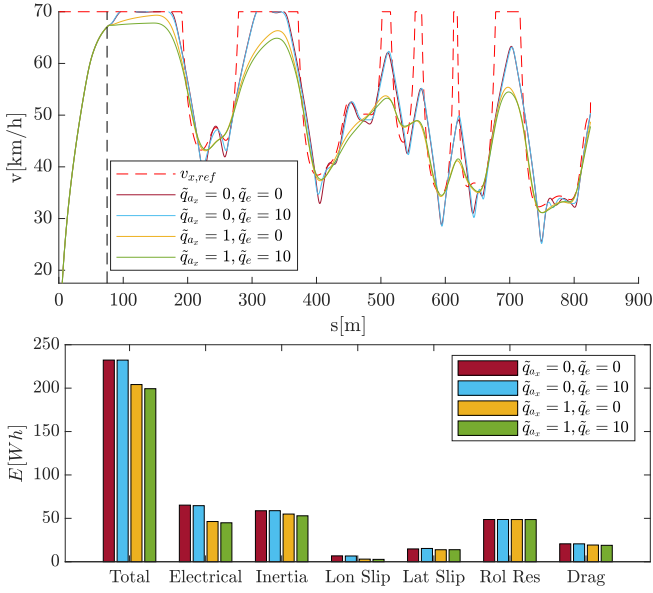 70
60
50
40
30
20
v[km/h]
v_{x,ref}
q̃_{a_x} = 0, q̃_e = 0
q̃_{a_x} = 0, q̃_e = 10
q̃_{a_x} = 1, q̃_e = 0
q̃_{a_x} = 1, q̃_e = 10
0 100 200 300 400 500 600 700 800 900
s[m]
250
200
150
100
50
0
E[Wh]
q̃_{a_x} = 0, q̃_e = 0
q̃_{a_x} = 0, q̃_e = 10
q̃_{a_x} = 1, q̃_e = 0
q̃_{a_x} = 1, q̃_e = 10
Total Electrical Inertia Lon Slip Lat Slip Rol Res Drag